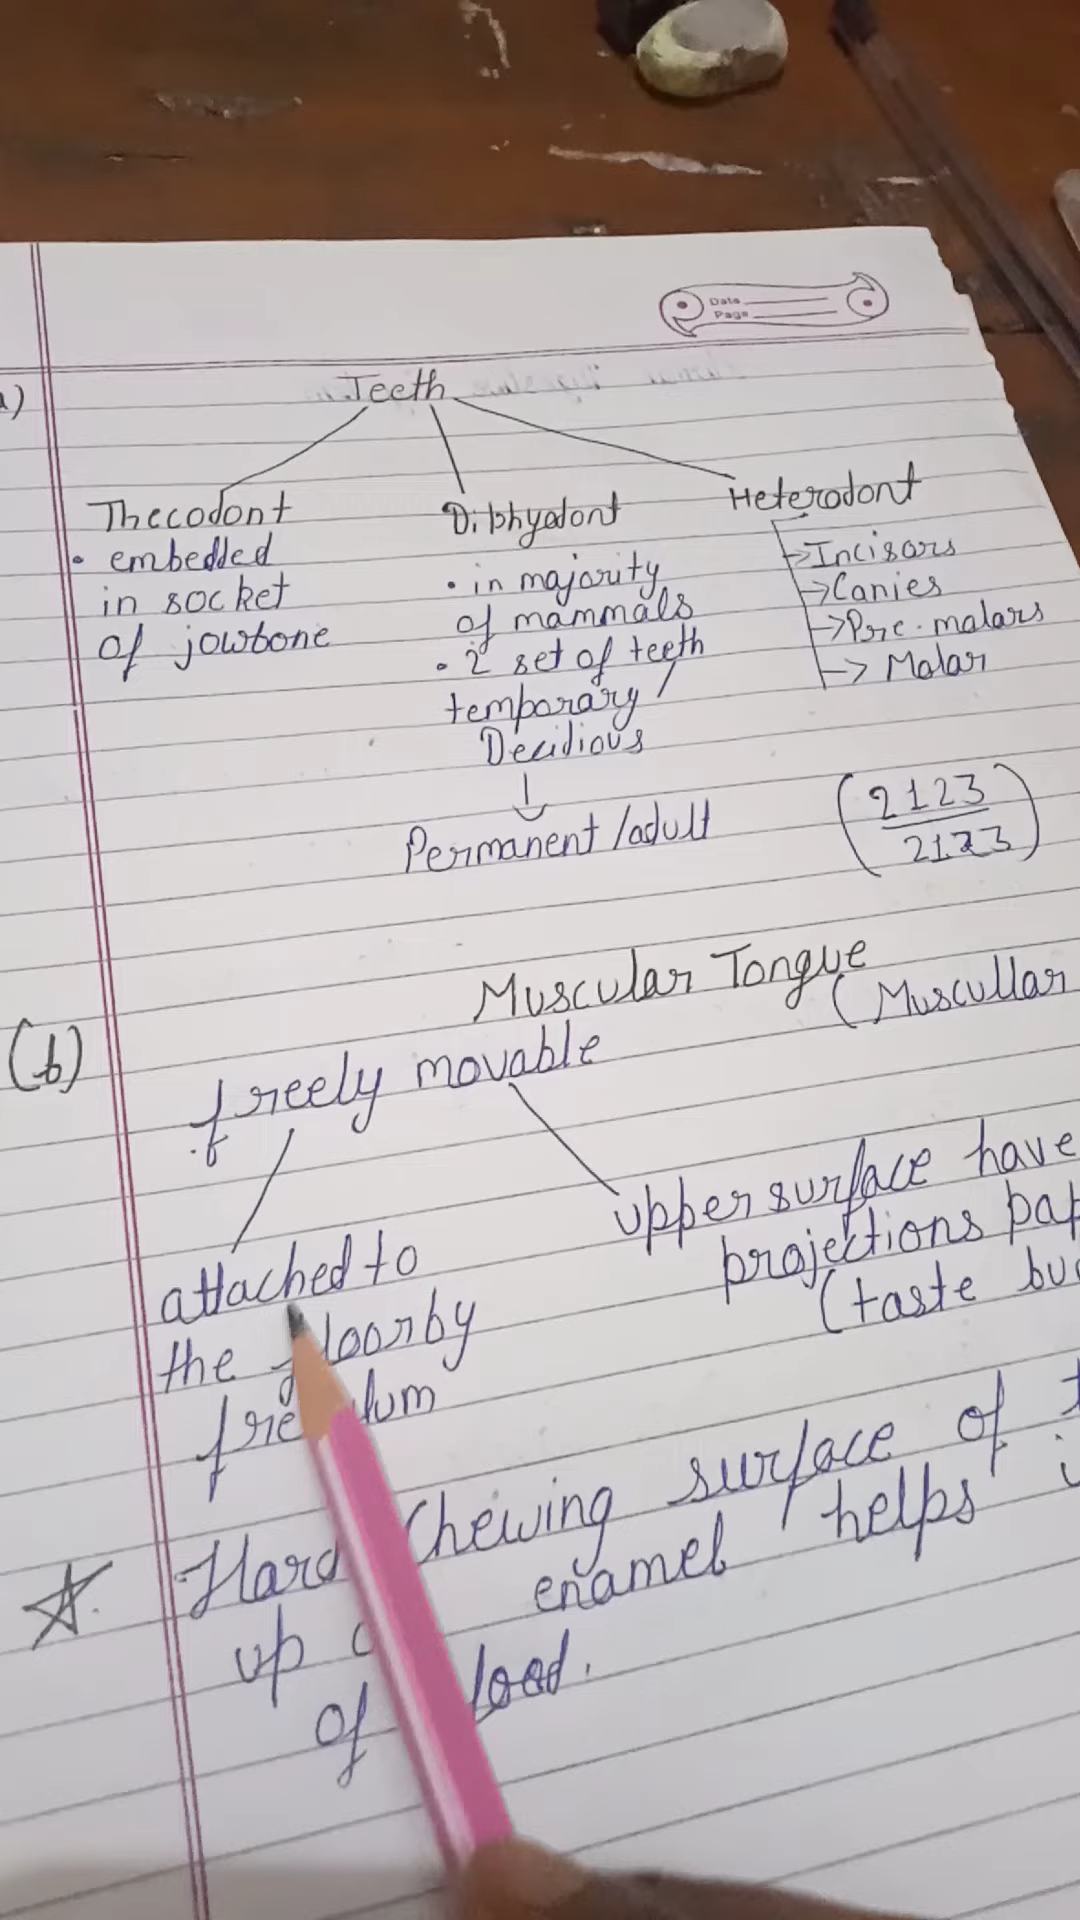 Date
Page
Teeth
Thecodont
• embedded
in socket
of jowbone
Diphyodont
• in majority
of mammals
• 2 set of teeth
temporary /
Decidious
Permanent /adult
Heterodont
→Incisors
→Canies
→Pre-molars
→ Molar
(2123
2123)
(b)
Muscular Tongue
(Muscullar
freely movable
attached to
the floor by
upper surface have
projections
(taste
Hard Chewing surface of
up enamel helps
of food.